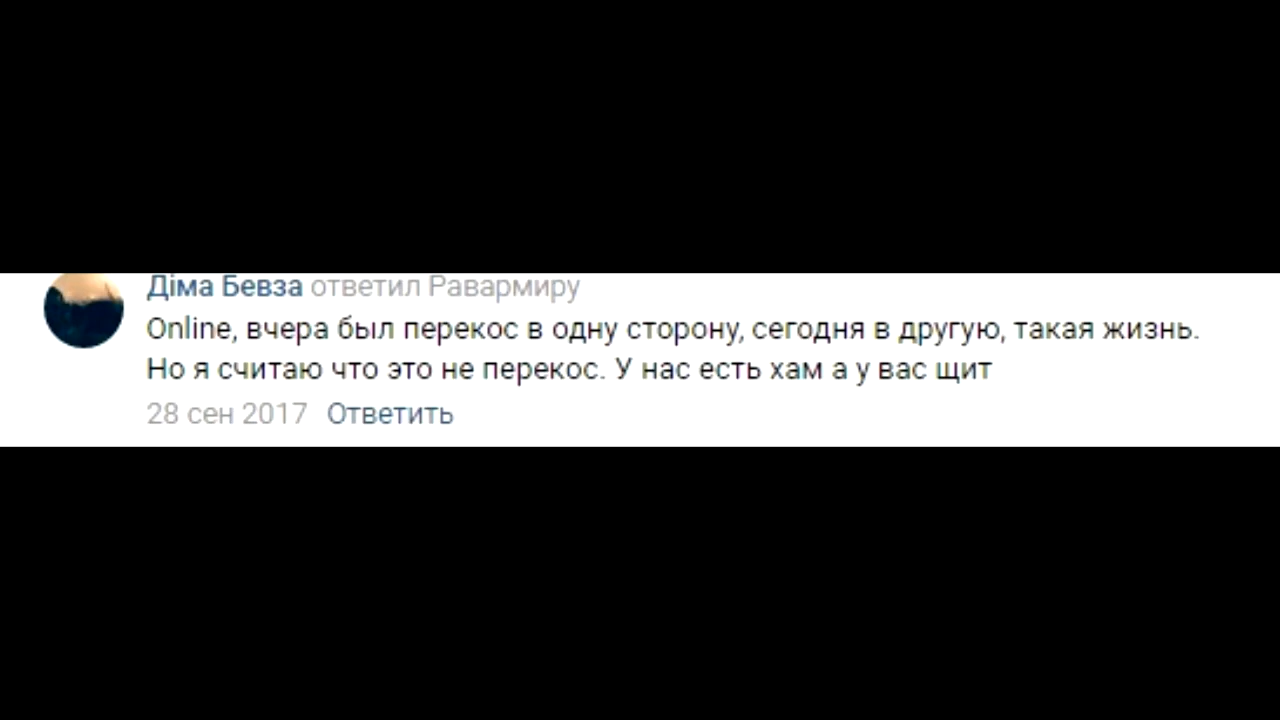 Діма Бевза ответил Равармиру
Online, вчера был перекос в одну сторону, сегодня в другую, такая жизнь.
Но я считаю что это не перекос. У нас есть хам а у вас щит
28 сен 2017 Ответить